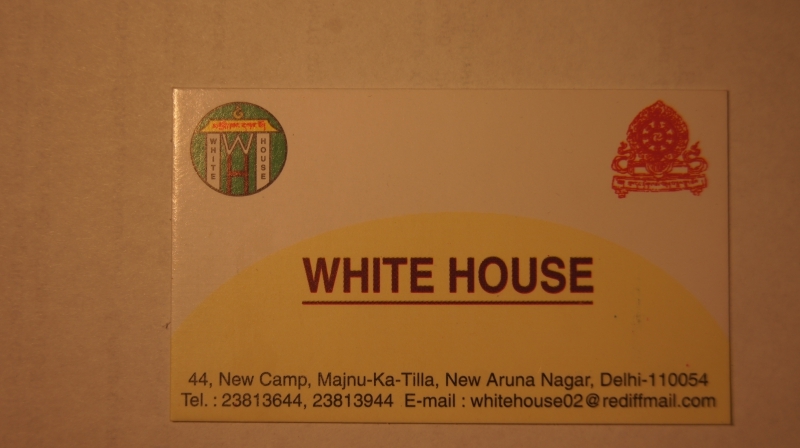 WHITE
WH
HOUSE
WHITE HOUSE
44, New Camp, Majnu-Ka-Tilla, New Aruna Nagar, Delhi-110054
Tel. : 23813644, 23813944 E-mail : whitehouse02@rediffmail.com